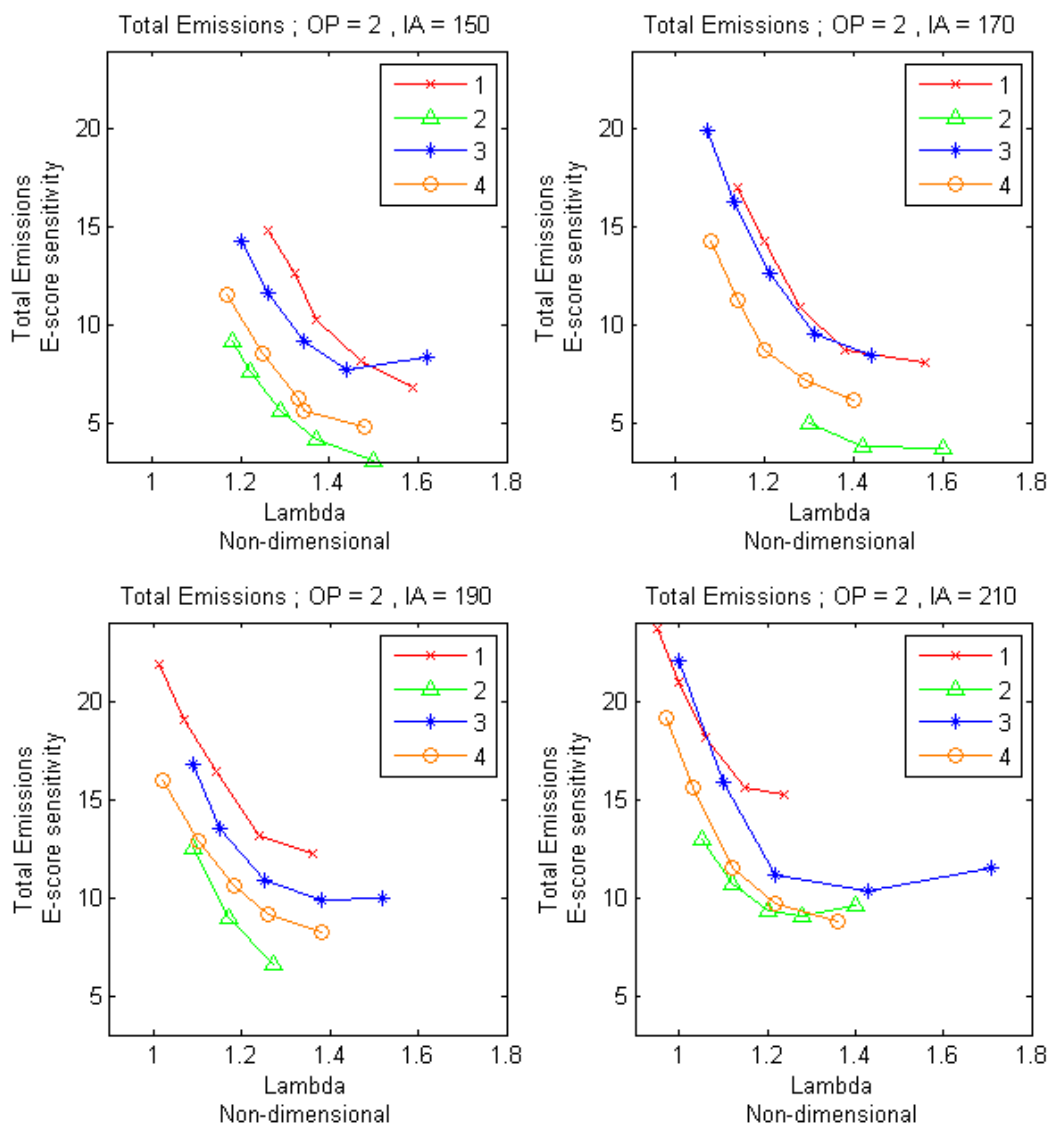 Total Emissions ; OP = 2 , IA = 150
1
2
3
4
20
15
10
5
Total Emissions
E-score sensitivity
1 1.2 1.4 1.6 1.8
Lambda
Non-dimensional
Total Emissions ; OP = 2 , IA = 170
1
2
3
4
20
15
10
5
Total Emissions
E-score sensitivity
1 1.2 1.4 1.6 1.8
Lambda
Non-dimensional
Total Emissions ; OP = 2 , IA = 190
1
2
3
4
20
15
10
5
Total Emissions
E-score sensitivity
1 1.2 1.4 1.6 1.8
Lambda
Non-dimensional
Total Emissions ; OP = 2 , IA = 210
1
2
3
4
20
15
10
5
Total Emissions
E-score sensitivity
1 1.2 1.4 1.6 1.8
Lambda
Non-dimensional